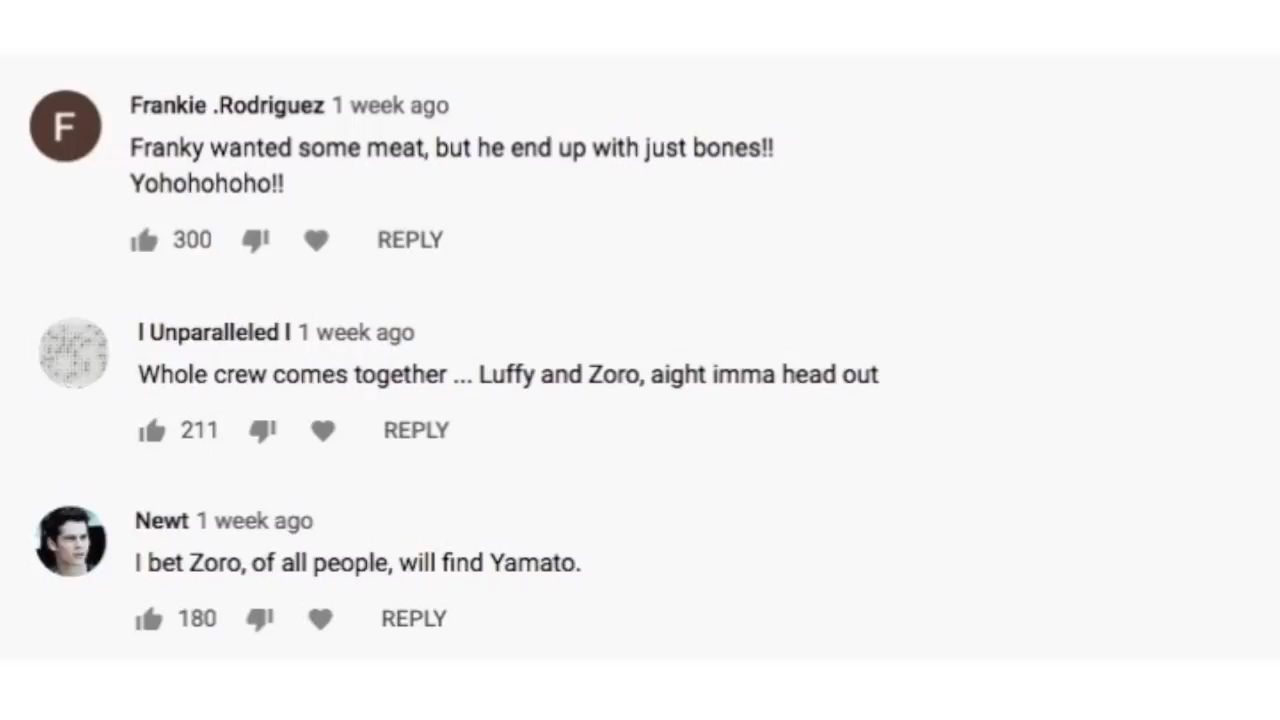 F
Frankie .Rodriguez 1 week ago
Franky wanted some meat, but he end up with just bones!!
Yohohohoho!!
300 REPLY
l Unparalleled l 1 week ago
Whole crew comes together ... Luffy and Zoro, aight imma head out
211 REPLY
Newt 1 week ago
I bet Zoro, of all people, will find Yamato.
180 REPLY